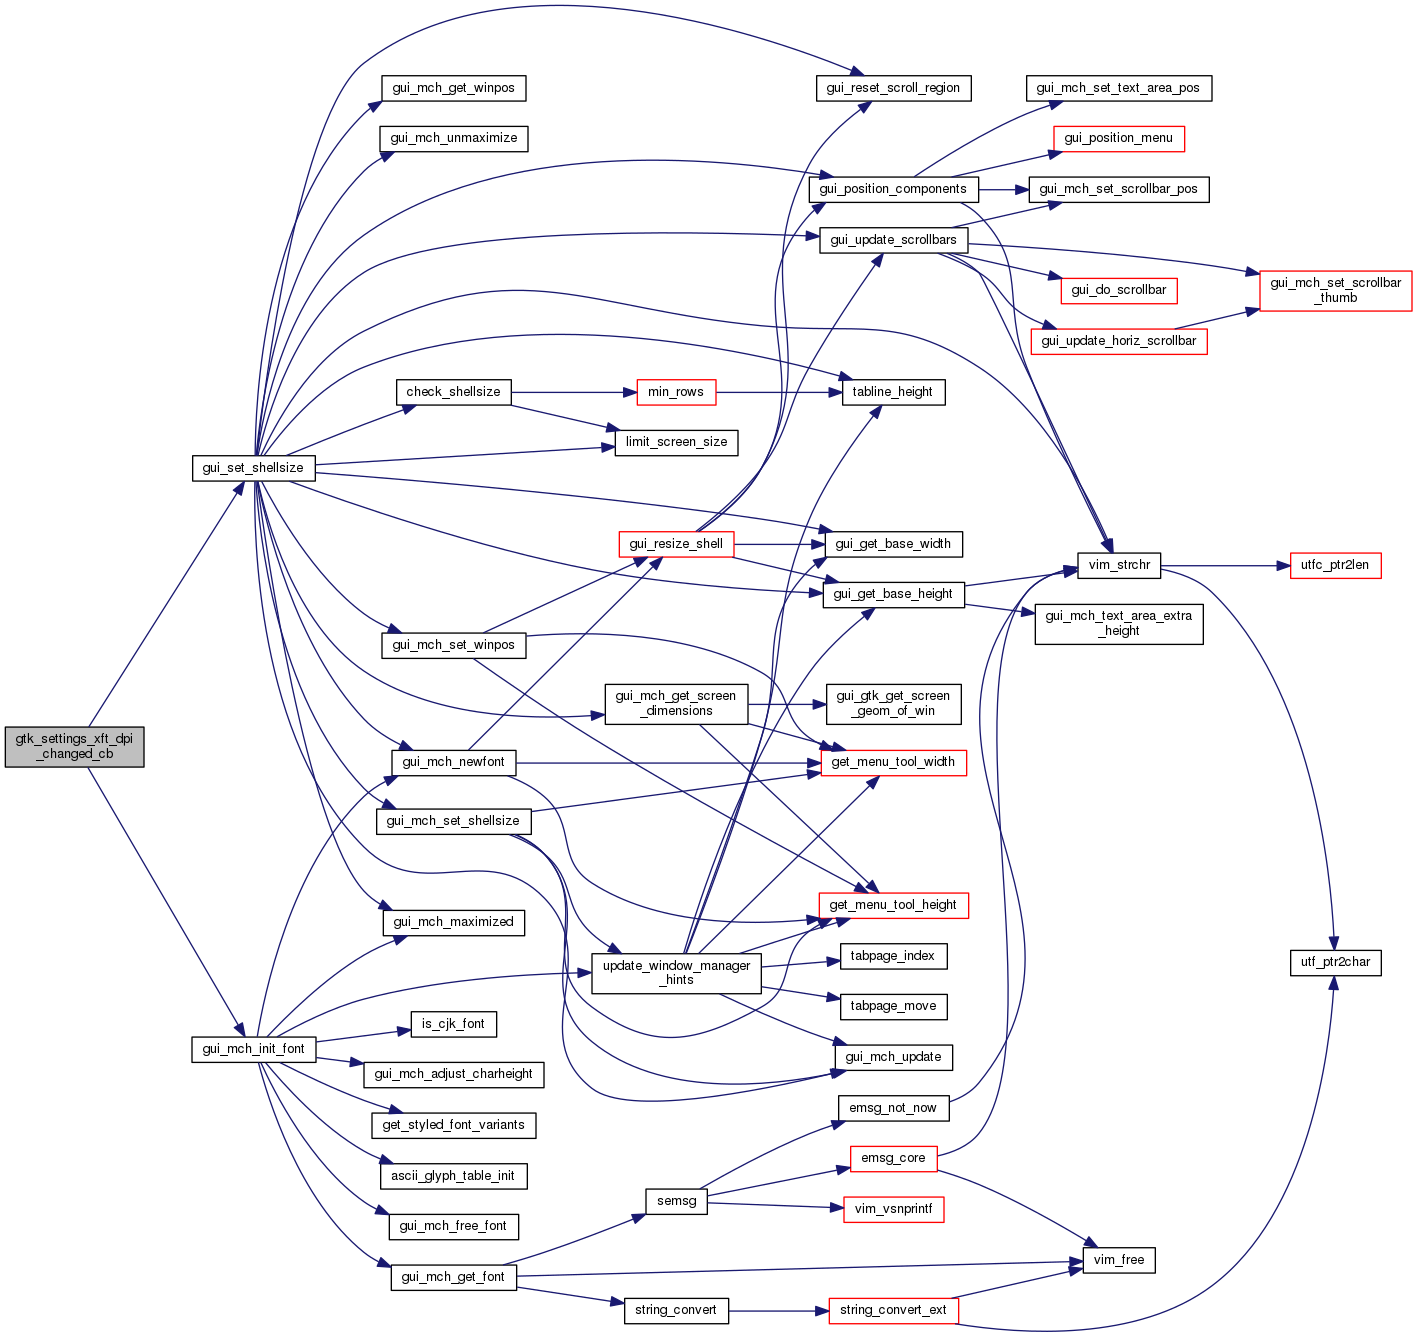 gui_mch_get_winpos
gui_reset_scroll_region
gui_mch_set_text_area_pos
gui_mch_unmaximize
gui_position_menu
gui_position_components
gui_mch_set_scrollbar_pos
gui_update_scrollbars
gui_do_scrollbar
gui_mch_set_scrollbar
_thumb
gui_update_horiz_scrollbar
check_shellsize
min_rows
tabline_height
limit_screen_size
gui_set_shellsize
gui_resize_shell
gui_get_base_width
vim_strchr
utfc_ptr2len
gui_get_base_height
gui_mch_text_area_extra
_height
gui_mch_set_winpos
gui_mch_get_screen
_dimensions
gui_gtk_get_screen
_geom_of_win
gtk_settings_xft_dpi
_changed_cb
gui_mch_newfont
get_menu_tool_width
gui_mch_set_shellsize
get_menu_tool_height
gui_mch_maximized
update_window_manager
_hints
tabpage_index
utf_ptr2char
tabpage_move
is_cjk_font
gui_mch_init_font
gui_mch_update
gui_mch_adjust_charheight
emsg_not_now
get_styled_font_variants
emsg_core
ascii_glyph_table_init
semsg
vim_vsnprintf
gui_mch_free_font
vim_free
gui_mch_get_font
string_convert
string_convert_ext